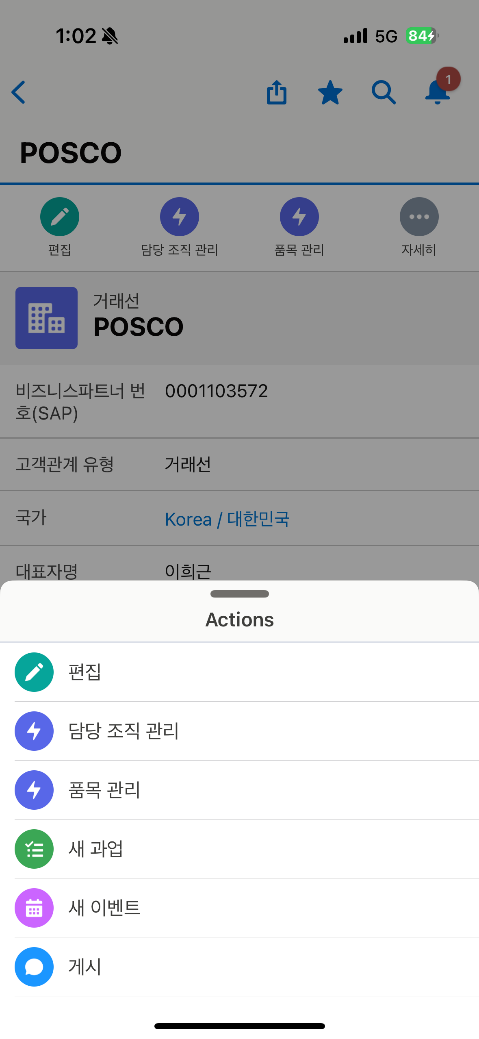 1:02
5G
84
1
POSCO
편집
담당 조직 관리
품목 관리
자세히
거래선
POSCO
비즈니스파트너 번
호(SAP)
0001103572
고객관계 유형
거래선
국가
Korea / 대한민국
대표자명
이희근
Actions
편집
담당 조직 관리
품목 관리
새 과업
새 이벤트
게시